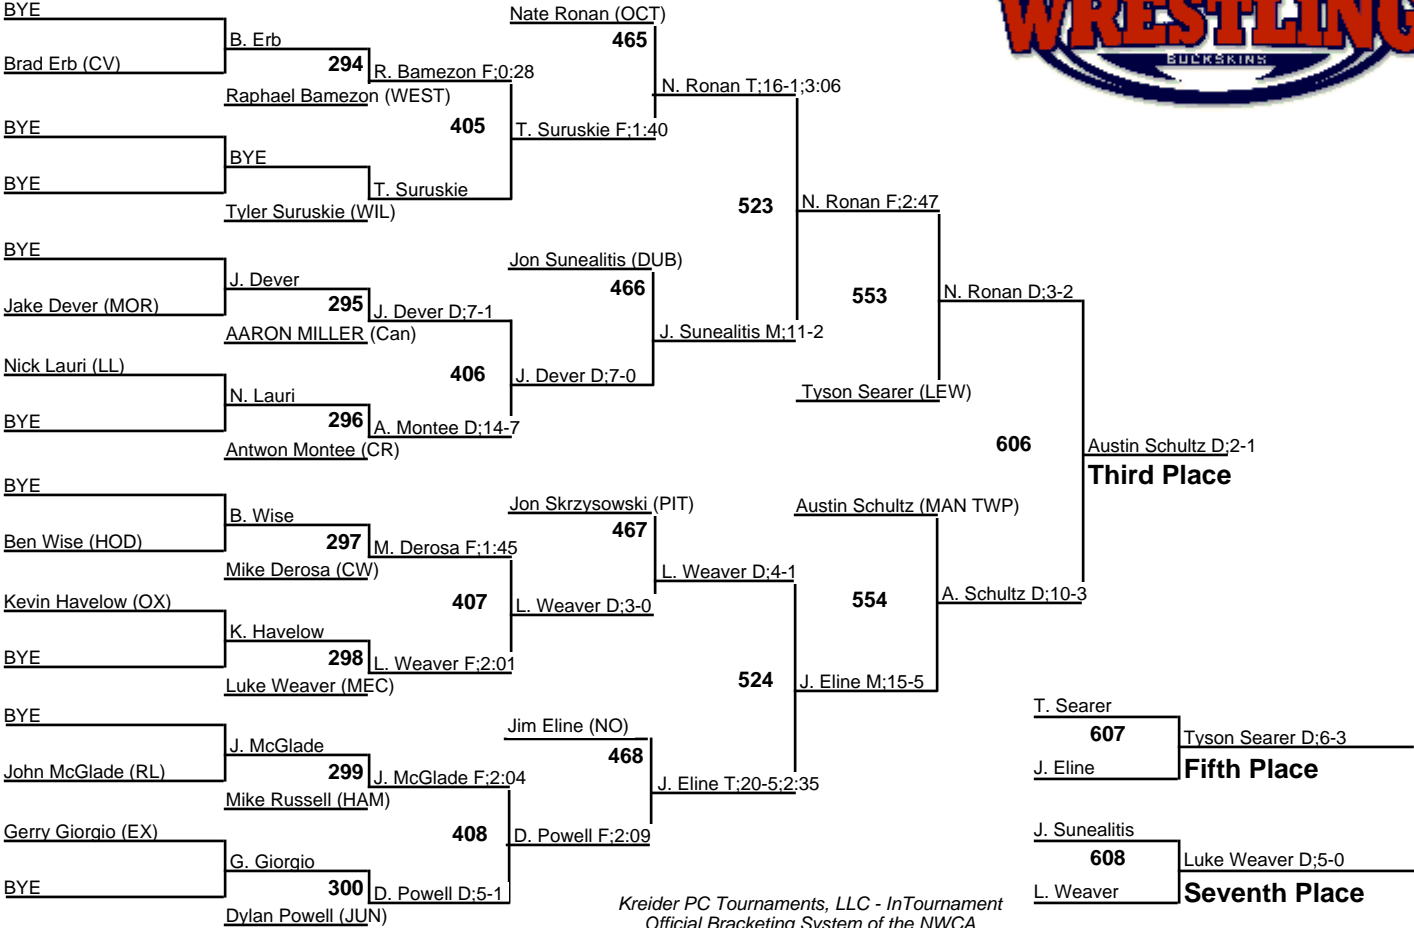 WRESTLING
BUCKSKINS
BYE
B. Erb
Brad Erb (CV)
294
R. Bamezon F;0:28
Raphael Bamezon (WEST)
405
T. Suruskie F;1:40
BYE
BYE
BYE
T. Suruskie
Tyler Suruskie (WIL)
Nate Ronan (OCT)
465
N. Ronan T;16-1;3:06
523
N. Ronan F;2:47
BYE
J. Dever
Jake Dever (MOR)
295
J. Dever D;7-1
AARON MILLER (Can)
406
J. Dever D;7-0
Nick Lauri (LL)
N. Lauri
BYE
296
A. Montee D;14-7
Antwon Montee (CR)
Jon Sunealitis (DUB)
466
J. Sunealitis M;11-2
553
N. Ronan D;3-2
Tyson Searer (LEW)
606
Austin Schultz D;2-1
Third Place
BYE
B. Wise
Ben Wise (HOD)
297
M. Derosa F;1:45
Mike Derosa (CW)
407
L. Weaver D;3-0
Kevin Havelow (OX)
K. Havelow
BYE
298
L. Weaver F;2:01
Luke Weaver (MEC)
Jon Skrzysowski (PIT)
467
L. Weaver D;4-1
Austin Schultz (MAN TWP)
554
A. Schultz D;10-3
524
J. Eline M;15-5
BYE
J. McGlade
John McGlade (RL)
299
J. McGlade F;2:04
Mike Russell (HAM)
408
D. Powell F;2:09
Gerry Giorgio (EX)
G. Giorgio
BYE
300
D. Powell D;5-1
Dylan Powell (JUN)
Jim Eline (NO)
468
J. Eline T;20-5;2:35
T. Searer
607
Tyson Searer D;6-3
J. Eline
Fifth Place
J. Sunealitis
608
Luke Weaver D;5-0
L. Weaver
Seventh Place
Kreider PC Tournaments, LLC - InTournament
Official Bracketing System of the NWCA